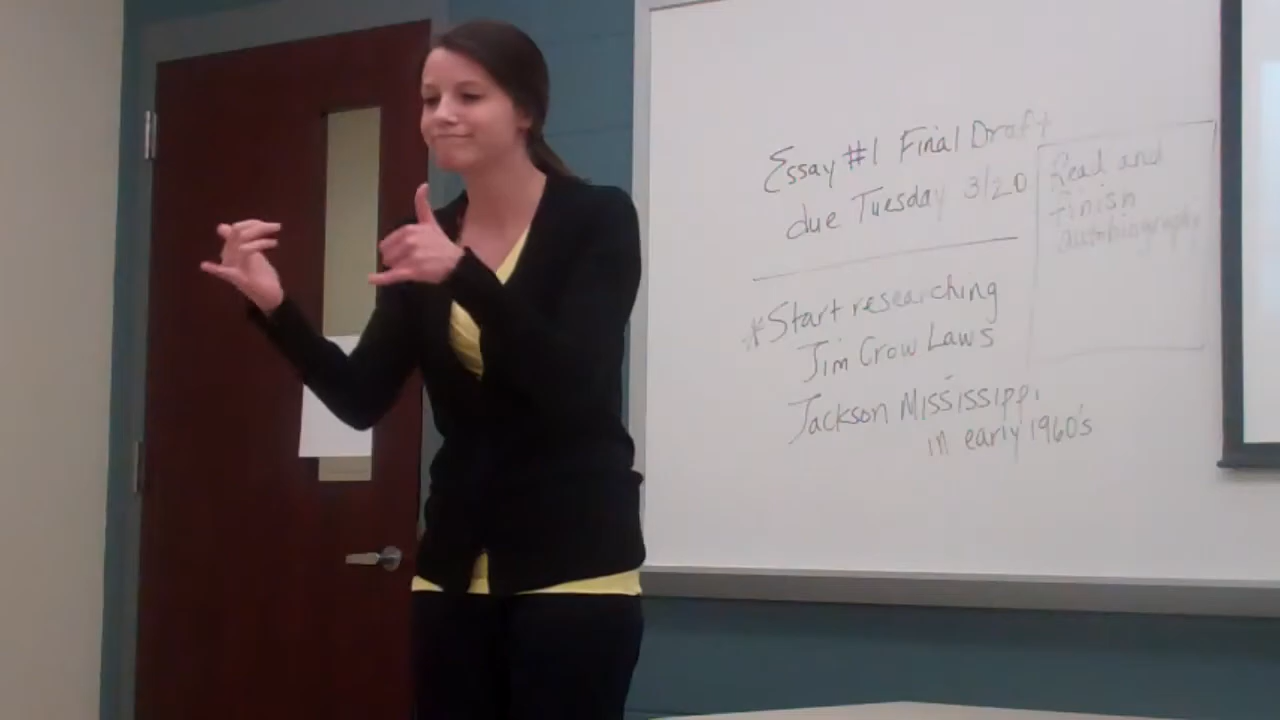 Essay #1 Final Draft
due Tuesday 3/20
*Start researching
Jim Crow Laws
Jackson Mississippi
in early 1960's
Read and
Finish
autobiography